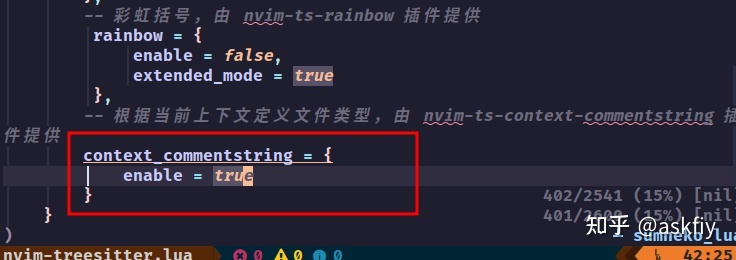 -- 彩虹括号，由 nvim-ts-rainbow 插件提供
rainbow = {
enable = false,
extended_mode = true
},
-- 根据当前上下文定义文件类型，由 nvim-ts-context-commentstring 插
件提供
context_commentstring = {
enable = true
}
402/2541 (15%) [nil]
}
401/2600 (15%) [nil]
)
知乎 @askfiy
sumneko_lua
nvim-treesitter.lua
0 0 0
42:25